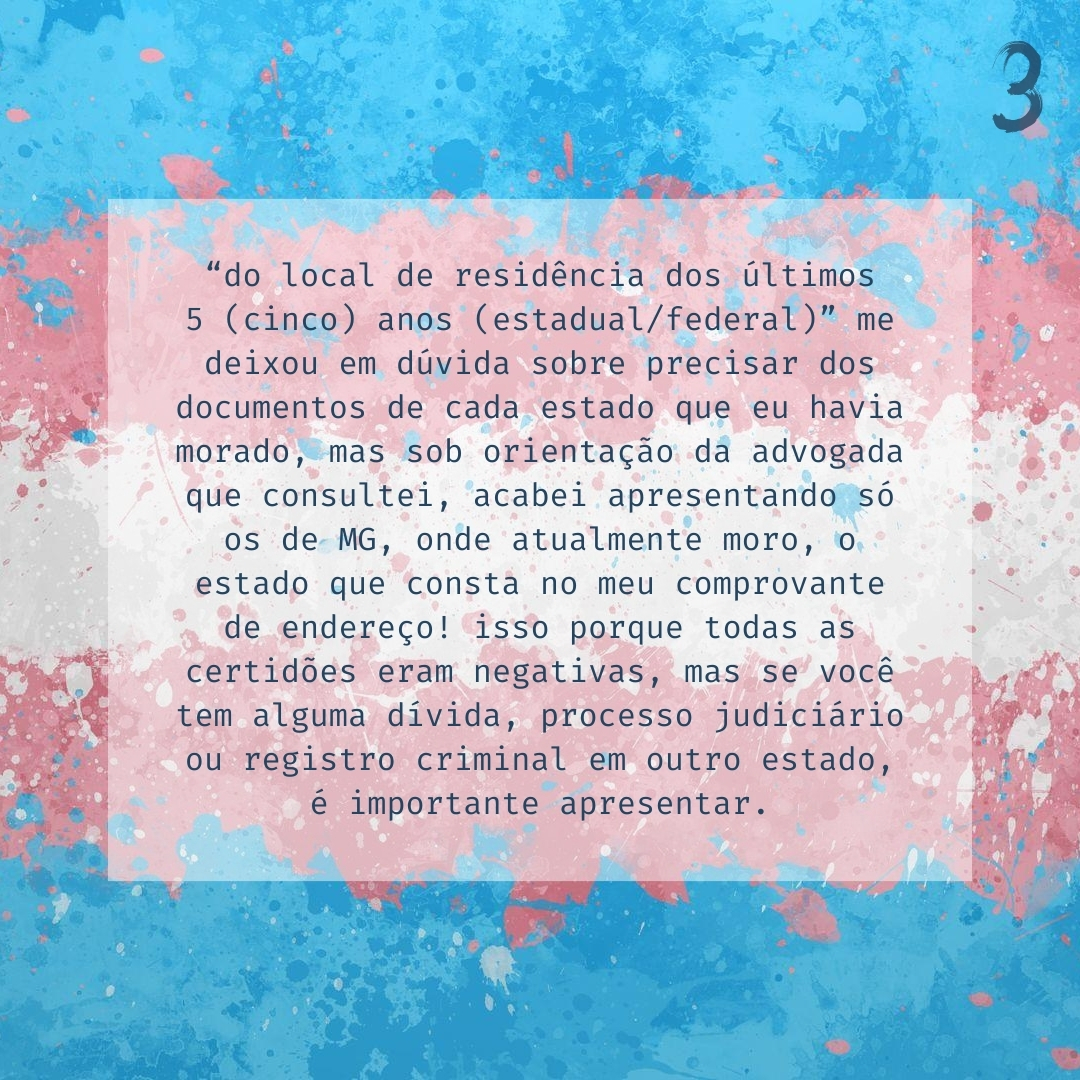 3
“do local de residência dos últimos
5 (cinco) anos (estadual/federal)” me
deixou em dúvida sobre precisar dos
documentos de cada estado que eu havia
morado, mas sob orientação da advogada
que consultei, acabei apresentando só
os de MG, onde atualmente moro, o
estado que consta no meu comprovante
de endereço! isso porque todas as
certidões eram negativas, mas se você
tem alguma dívida, processo judiciário
ou registro criminal em outro estado,
é importante apresentar.